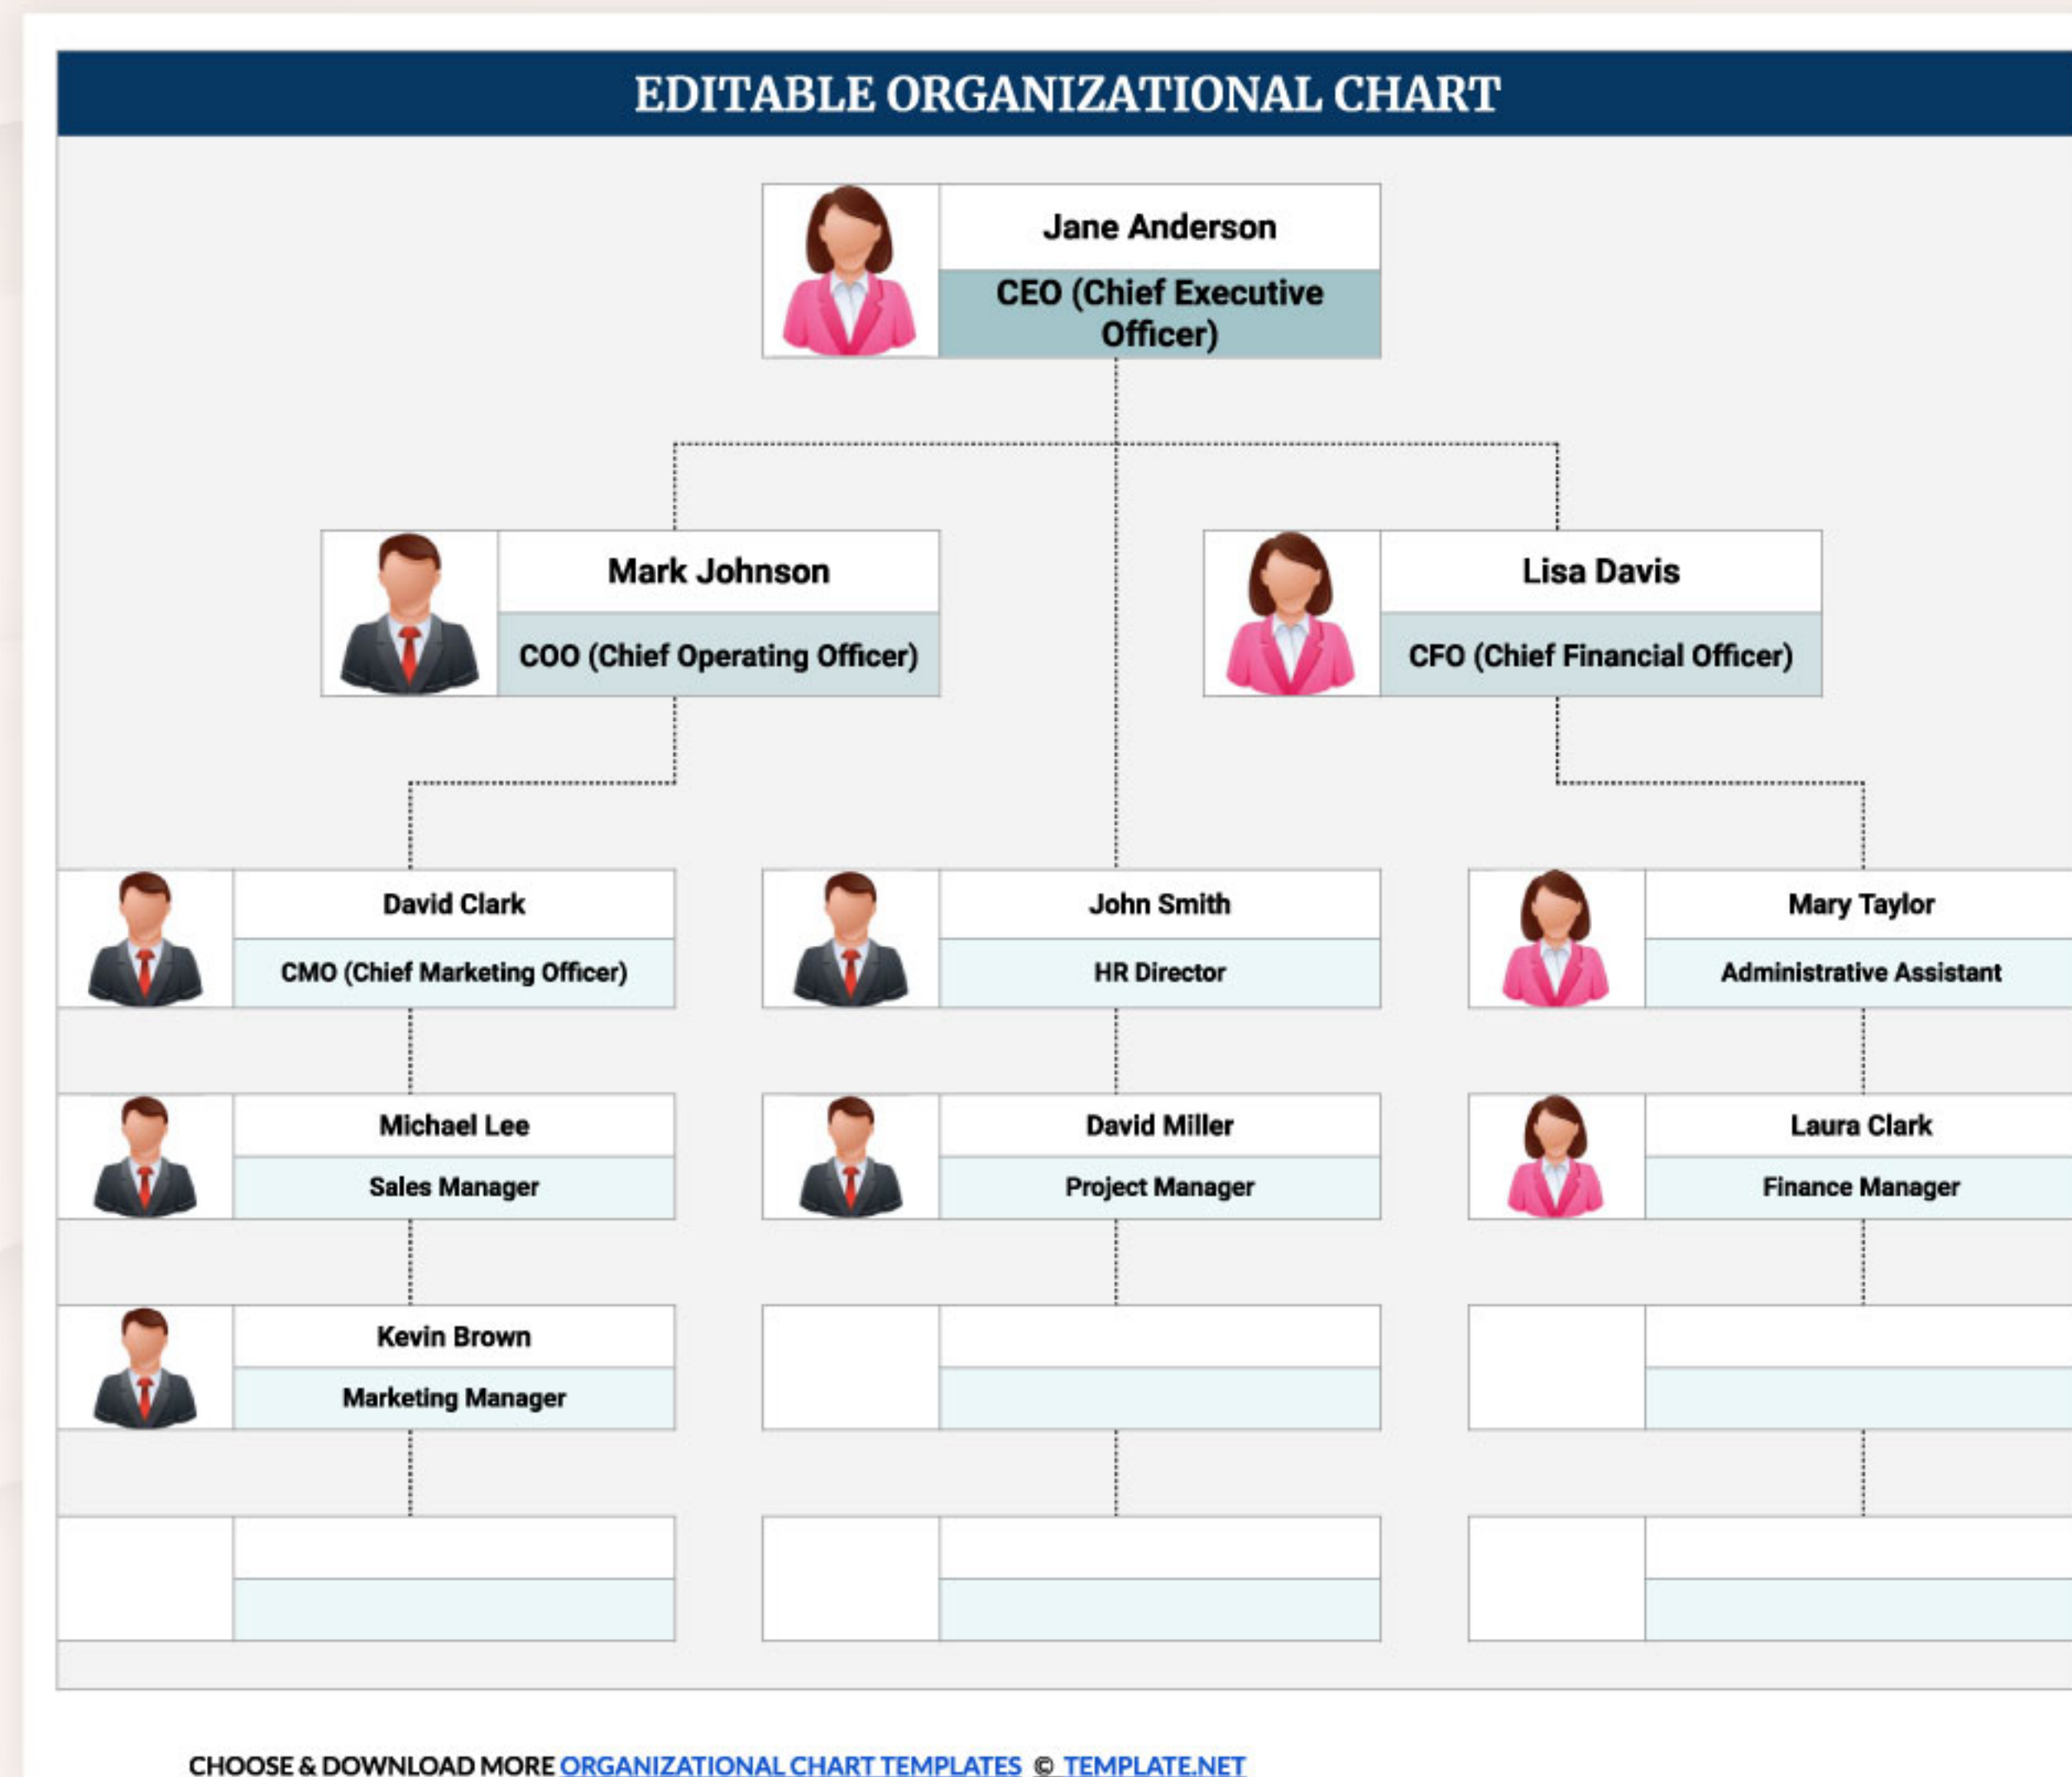 EDITABLE ORGANIZATIONAL CHART
Jane Anderson
CEO (Chief Executive
Officer)
Mark Johnson
COO (Chief Operating Officer)
Lisa Davis
CFO (Chief Financial Officer)
David Clark
CMO (Chief Marketing Officer)
John Smith
HR Director
Mary Taylor
Administrative Assistant
Michael Lee
Sales Manager
David Miller
Project Manager
Laura Clark
Finance Manager
Kevin Brown
Marketing Manager
CHOOSE & DOWNLOAD MORE ORGANIZATIONAL CHART TEMPLATES © TEMPLATE.NET